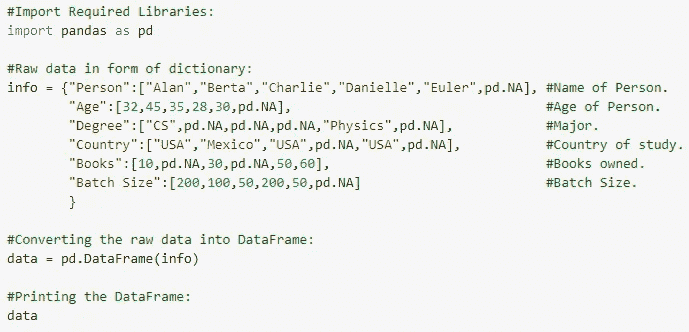 #Import Required Libraries:
import pandas as pd
#Raw data in form of dictionary:
info = {"Person":["Alan","Berta","Charlie","Danielle","Euler",pd.NA], #Name of Person.
"Age":[32,45,35,28,30,pd.NA], #Age of Person.
"Degree":["CS",pd.NA,pd.NA,pd.NA,"Physics",pd.NA], #Major.
"Country":["USA","Mexico","USA",pd.NA,"USA",pd.NA], #Country of study.
"Books":[10,pd.NA,30,pd.NA,50,60], #Books owned.
"Batch Size":[200,100,50,200,50,pd.NA] #Batch Size.
}
#Converting the raw data into DataFrame:
data = pd.DataFrame(info)
#Printing the DataFrame:
data